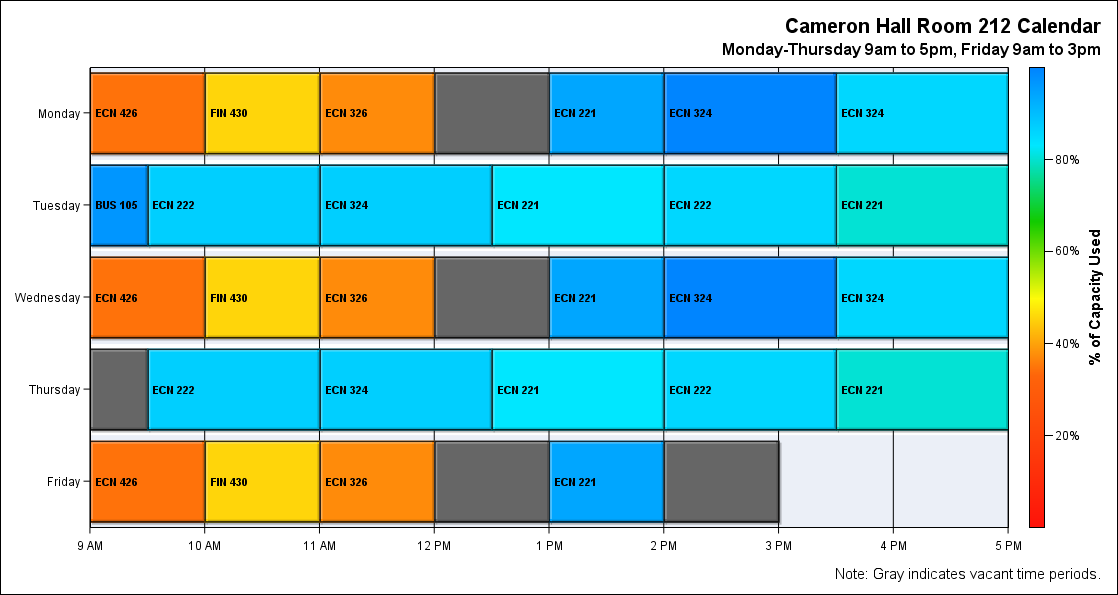 Cameron Hall Room 212 Calendar
Monday-Thursday 9am to 5pm, Friday 9am to 3pm
Monday ECN 426 FIN 430 ECN 326 ECN 221 ECN 324 ECN 324
Tuesday BUS 105 ECN 222 ECN 324 ECN 221 ECN 222 ECN 221
Wednesday ECN 426 FIN 430 ECN 326 ECN 221 ECN 324 ECN 324
Thursday ECN 222 ECN 324 ECN 221 ECN 222 ECN 221
Friday ECN 426 FIN 430 ECN 326 ECN 221
9 AM 10 AM 11 AM 12 PM 1 PM 2 PM 3 PM 4 PM 5 PM
80%
60%
40%
20%
% of Capacity Used
Note: Gray indicates vacant time periods.